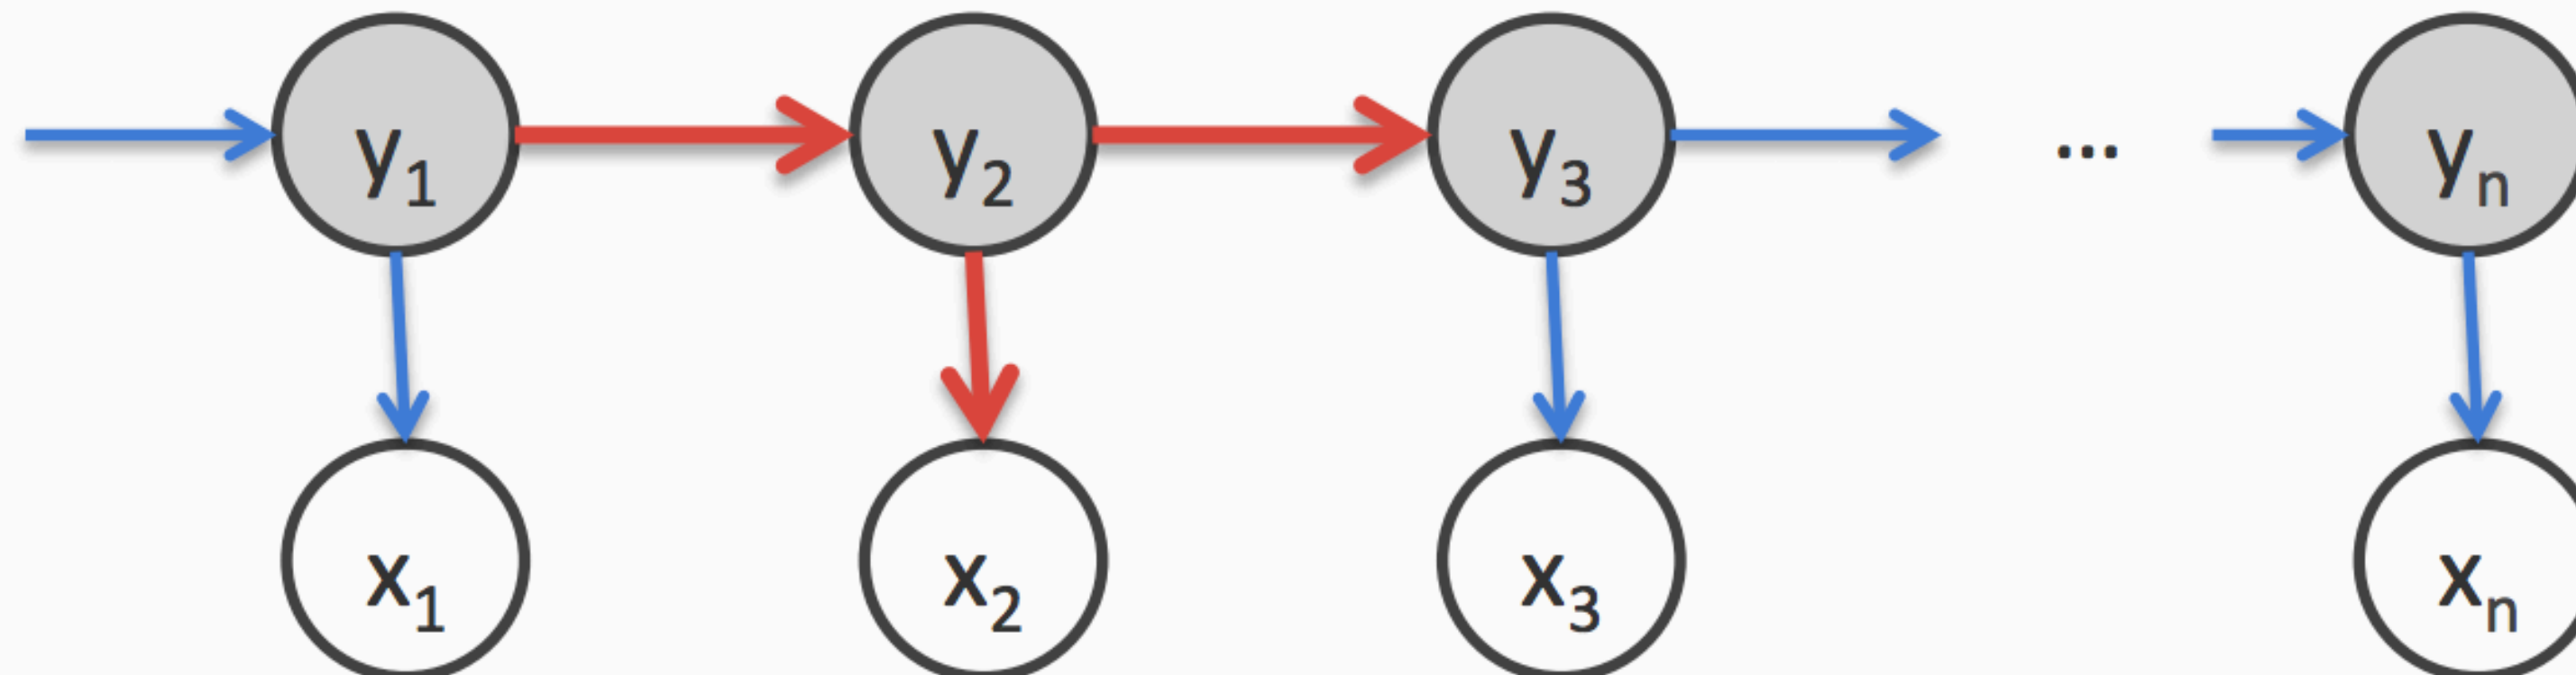 y₁ y₂ y₃ ... yₙ
x₁ x₂ x₃ xₙ